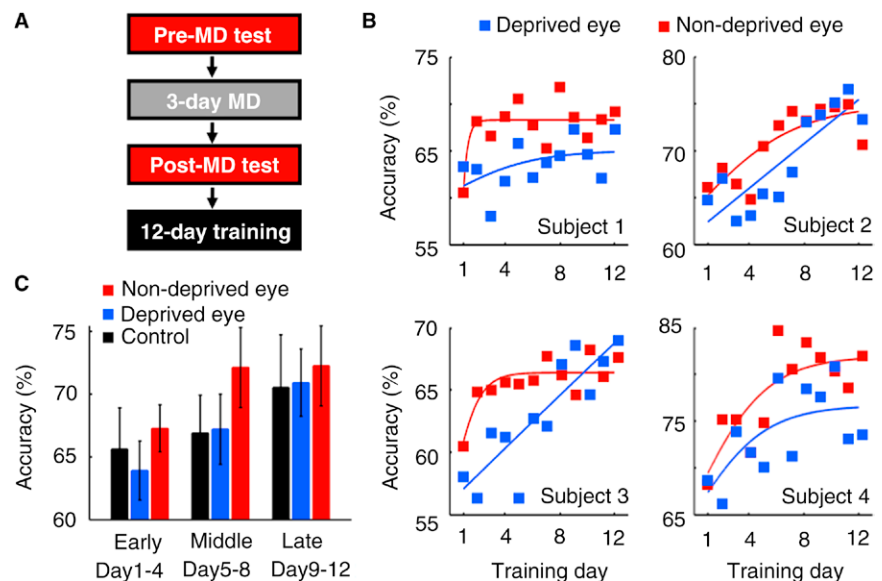 A
Pre-MD test
3-day MD
Post-MD test
12-day training
B
Deprived eye
Non-deprived eye
Accuracy (%)
75
65
55
1
4
8
12
Subject 1
80
70
60
1
4
8
12
Subject 2
Accuracy (%)
70
65
60
55
1
4
8
12
Subject 3
Training day
85
75
65
1
4
8
12
Subject 4
Training day
C
Non-deprived eye
Deprived eye
Control
Accuracy (%)
75
70
65
60
Early
Day1-4
Middle
Day5-8
Late
Day9-12